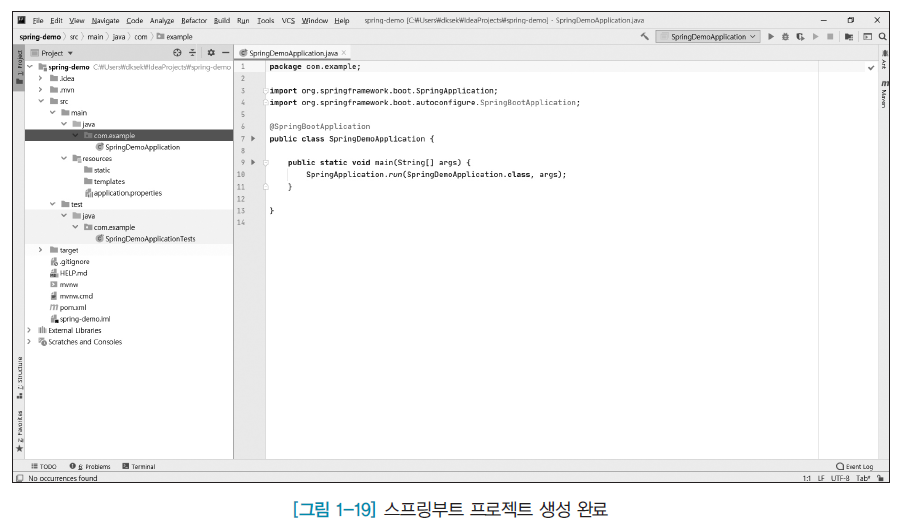 File Edit View Navigate Code Analyze Refactor Build Run Tools VCS Window Help spring-demo [C:₩Users₩dksek₩IdeaProjects₩spring-demo] - SpringDemoApplication.java
spring-demo src main java com example SpringDemoApplication
1: Project
Project
SpringDemoApplication.java
spring-demo C:₩Users₩dksek₩IdeaProjects₩spring-demo
.idea
.mvn
src
main
java
com.example
SpringDemoApplication
resources
static
templates
application.properties
test
java
com.example
SpringDemoApplicationTests
target
.gitignore
HELP.md
mvnw
mvnw.cmd
pom.xml
spring-demo.iml
External Libraries
Scratches and Consoles
1 package com.example;
2
3 import org.springframework.boot.SpringApplication;
4 import org.springframework.boot.autoconfigure.SpringBootApplication;
5
6 @SpringBootApplication
7 public class SpringDemoApplication {
8
9 public static void main(String[] args) {
10 SpringApplication.run(SpringDemoApplication.class, args);
11 }
12
13 }
14
Ant
Maven
Z: Structure
2: Favorites
TODO 6: Problems Terminal Event Log
No occurrences found 1:1 LF UTF-8 Tab*
[그림 1-19] 스프링부트 프로젝트 생성 완료